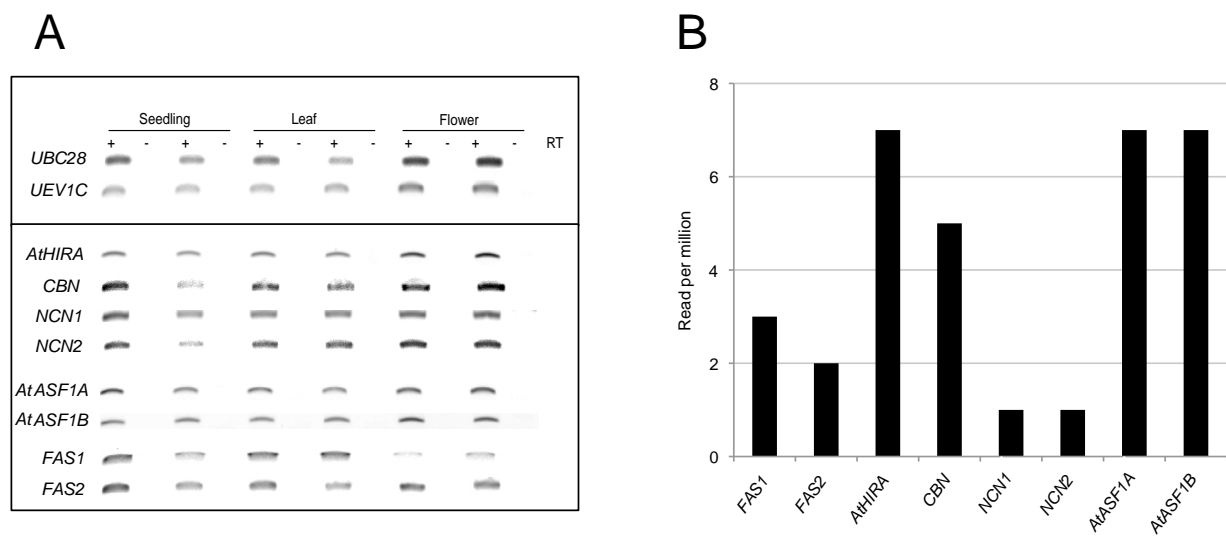 A
Seedling Leaf Flower
+ - + - + - + - + - + - RT
UBC28
UEV1C
AtHIRA
CBN
NCN1
NCN2
AtASF1A
AtASF1B
FAS1
FAS2
B
Read per million
8
6
4
2
0
FAS1 FAS2 AtHIRA CBN NCN1 NCN2 AtASF1A AtASF1B